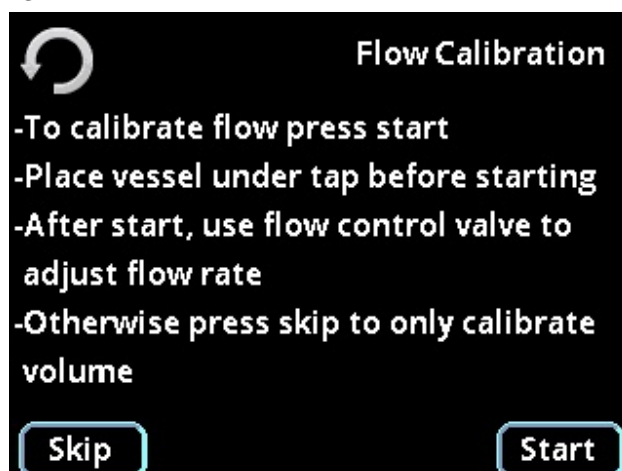 Flow Calibration
-To calibrate flow press start
-Place vessel under tap before starting
-After start, use flow control valve to
adjust flow rate
-Otherwise press skip to only calibrate
volume
Skip
Start